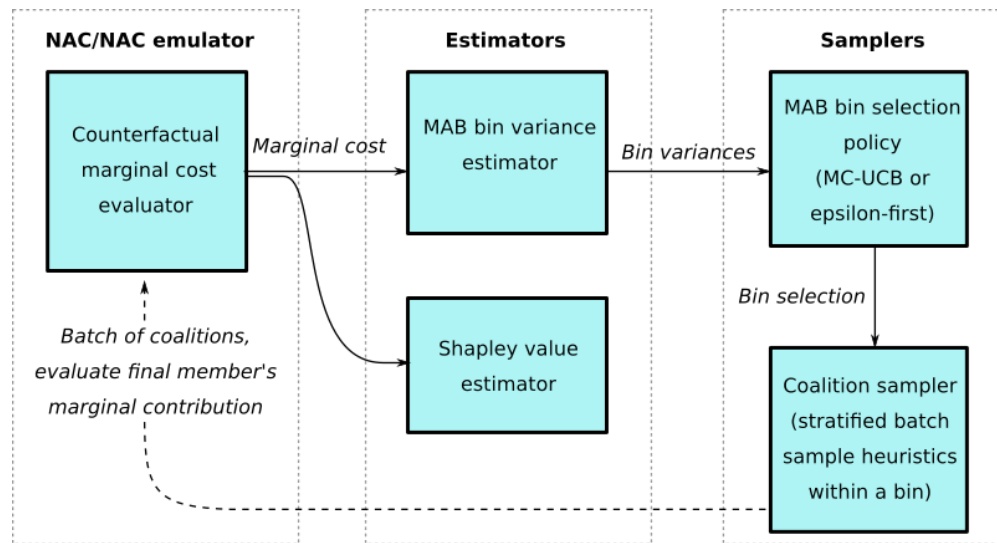 NAC/NAC emulator
Counterfactual
marginal cost
evaluator
Marginal cost
Batch of coalitions,
evaluate final member's
marginal contribution
Estimators
MAB bin variance
estimator
Bin variances
Shapley value
estimator
Samplers
MAB bin selection
policy
(MC-UCB or
epsilon-first)
Bin selection
Coalition sampler
(stratified batch
sample heuristics
within a bin)